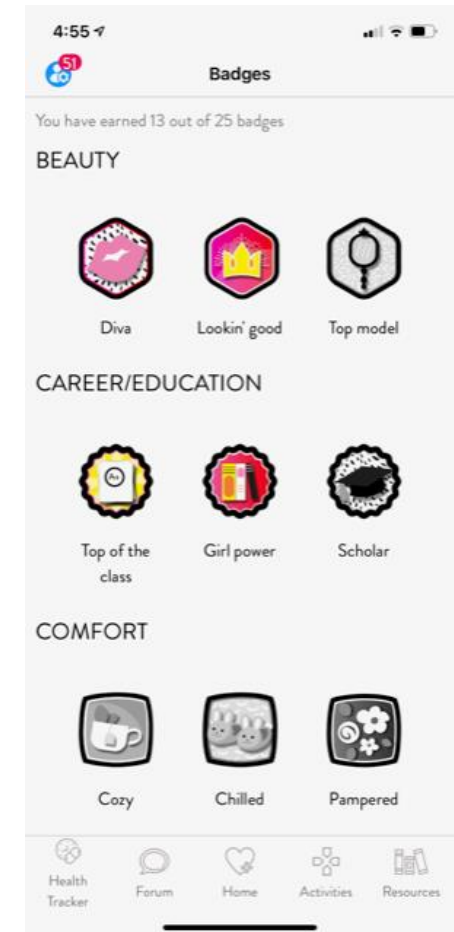 4:55
51
Badges
You have earned 13 out of 25 badges
BEAUTY
Diva
Lookin' good
Top model
CAREER/EDUCATION
A+
Top of the
class
Girl power
Scholar
COMFORT
Cozy
Chilled
Pampered
Health
Tracker
Forum
Home
Activities
Resources